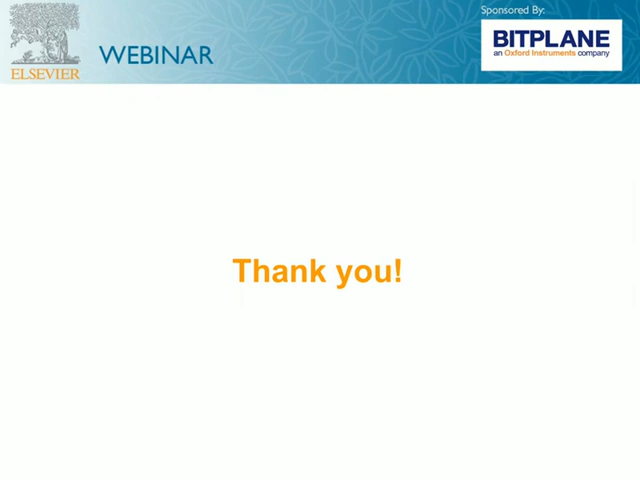 Sponsored By:
ELSEVIER
WEBINAR
BITPLANE
an Oxford Instruments company
Thank you!